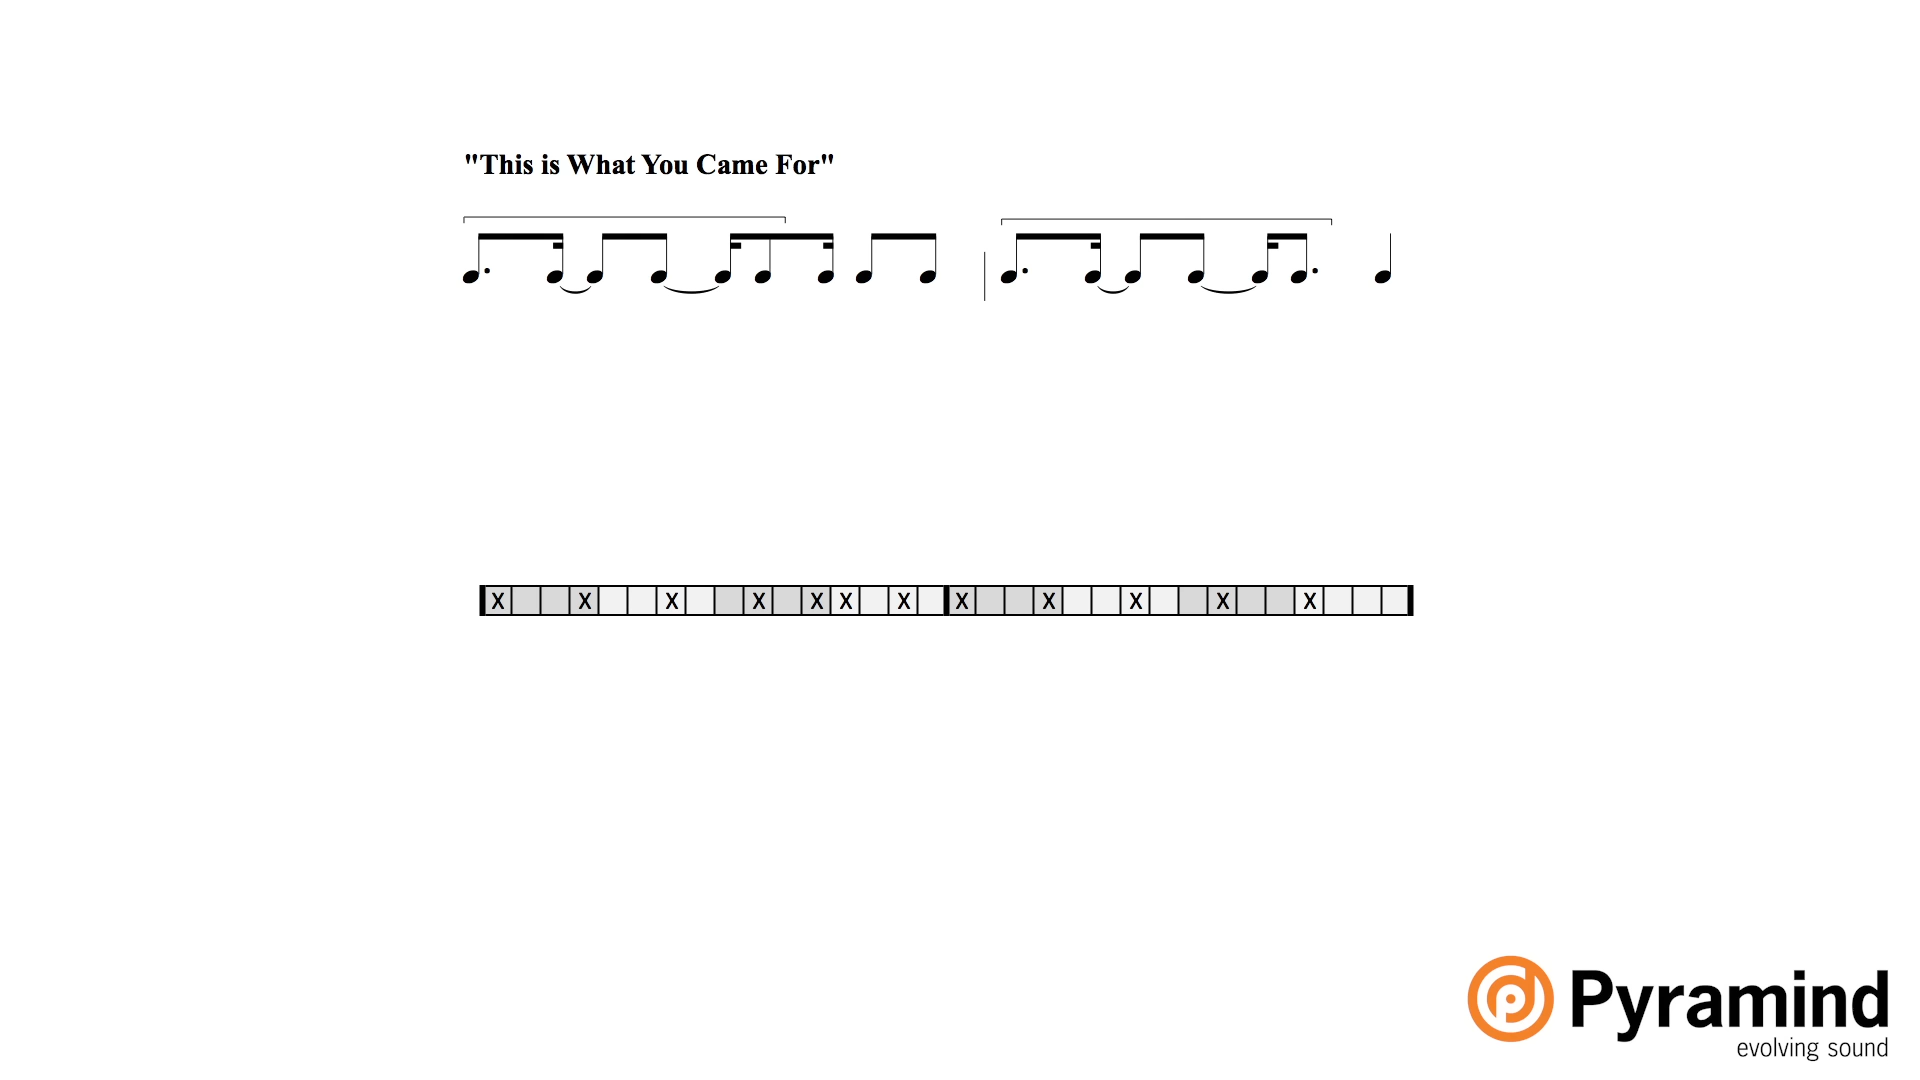 "This is What You Came For"
X X X X X X X X X X X X
Pyramind
evolving sound